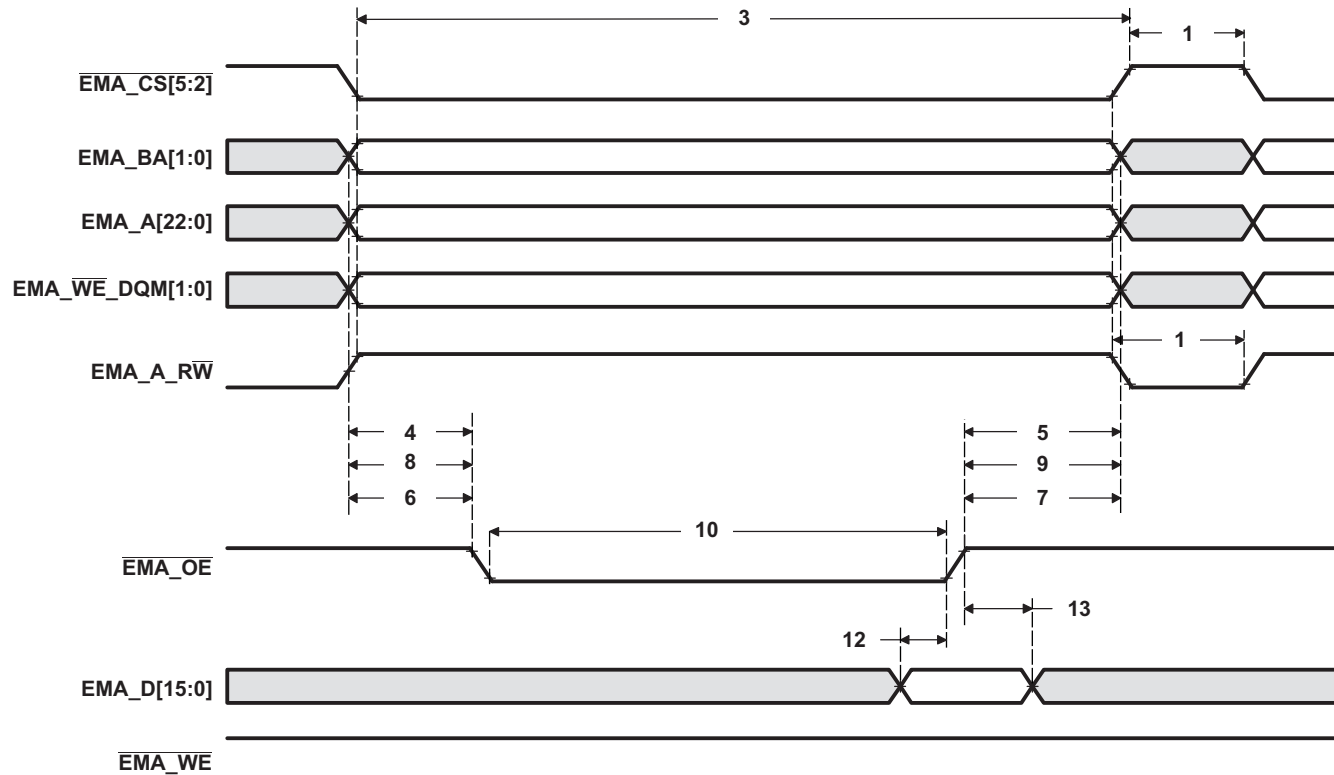 3
1
EMA_CS[5:2]
EMA_BA[1:0]
EMA_A[22:0]
EMA_WE_DQM[1:0]
1
EMA_A_RW
4
5
8
9
6
7
10
EMA_OE
13
12
EMA_D[15:0]
EMA_WE